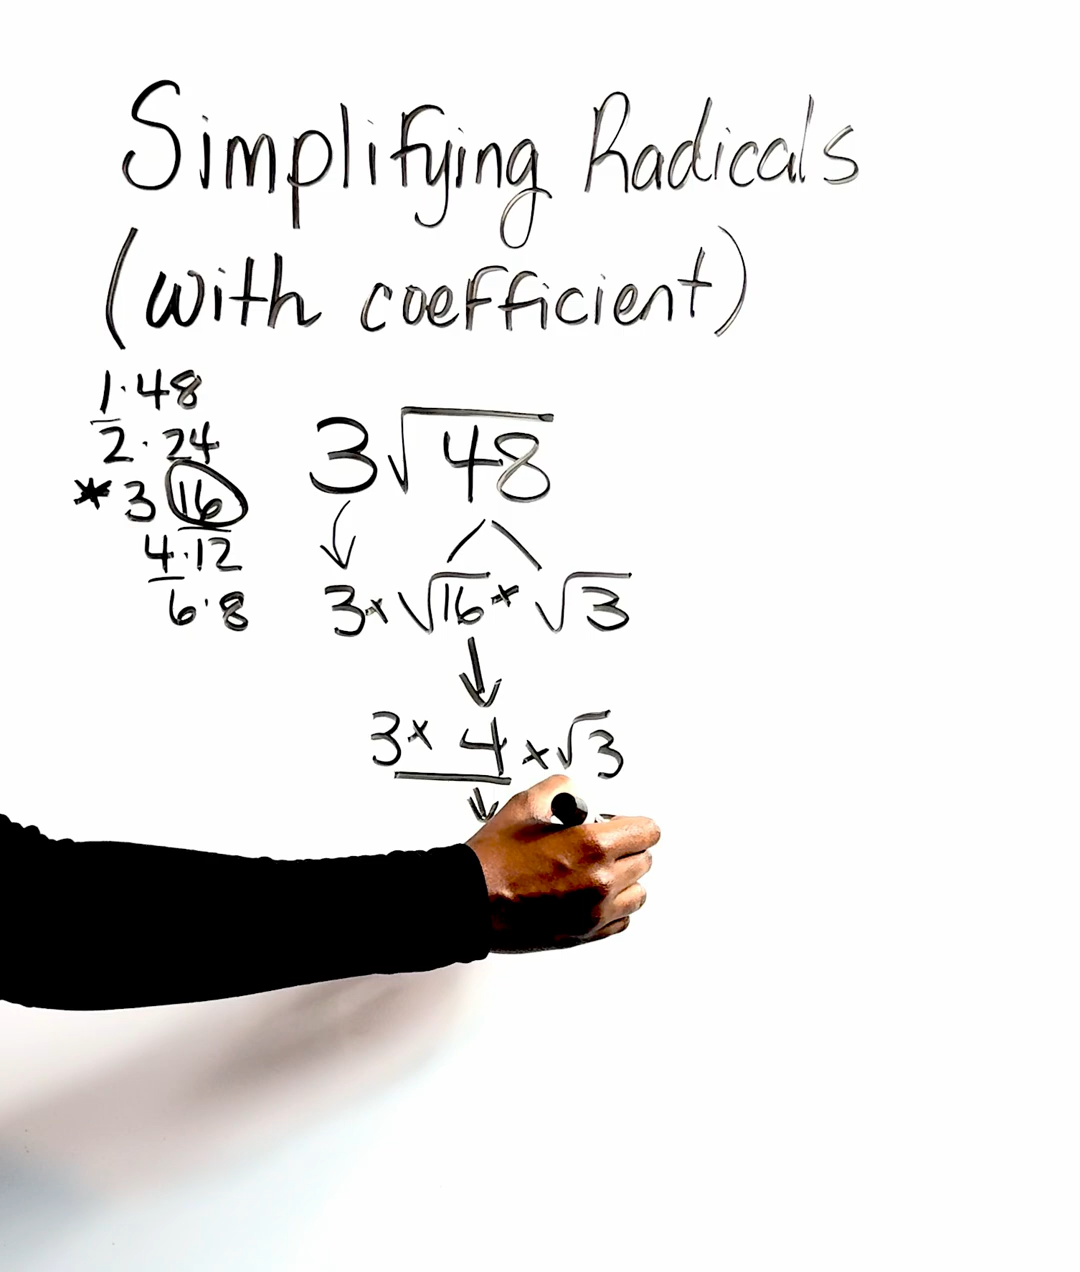 Simplifying Radicals
(with coefficient)
1·48
2·24
* 3 16
4·12
6·8
3√48
3×√16×√3
3× 4 ×√3